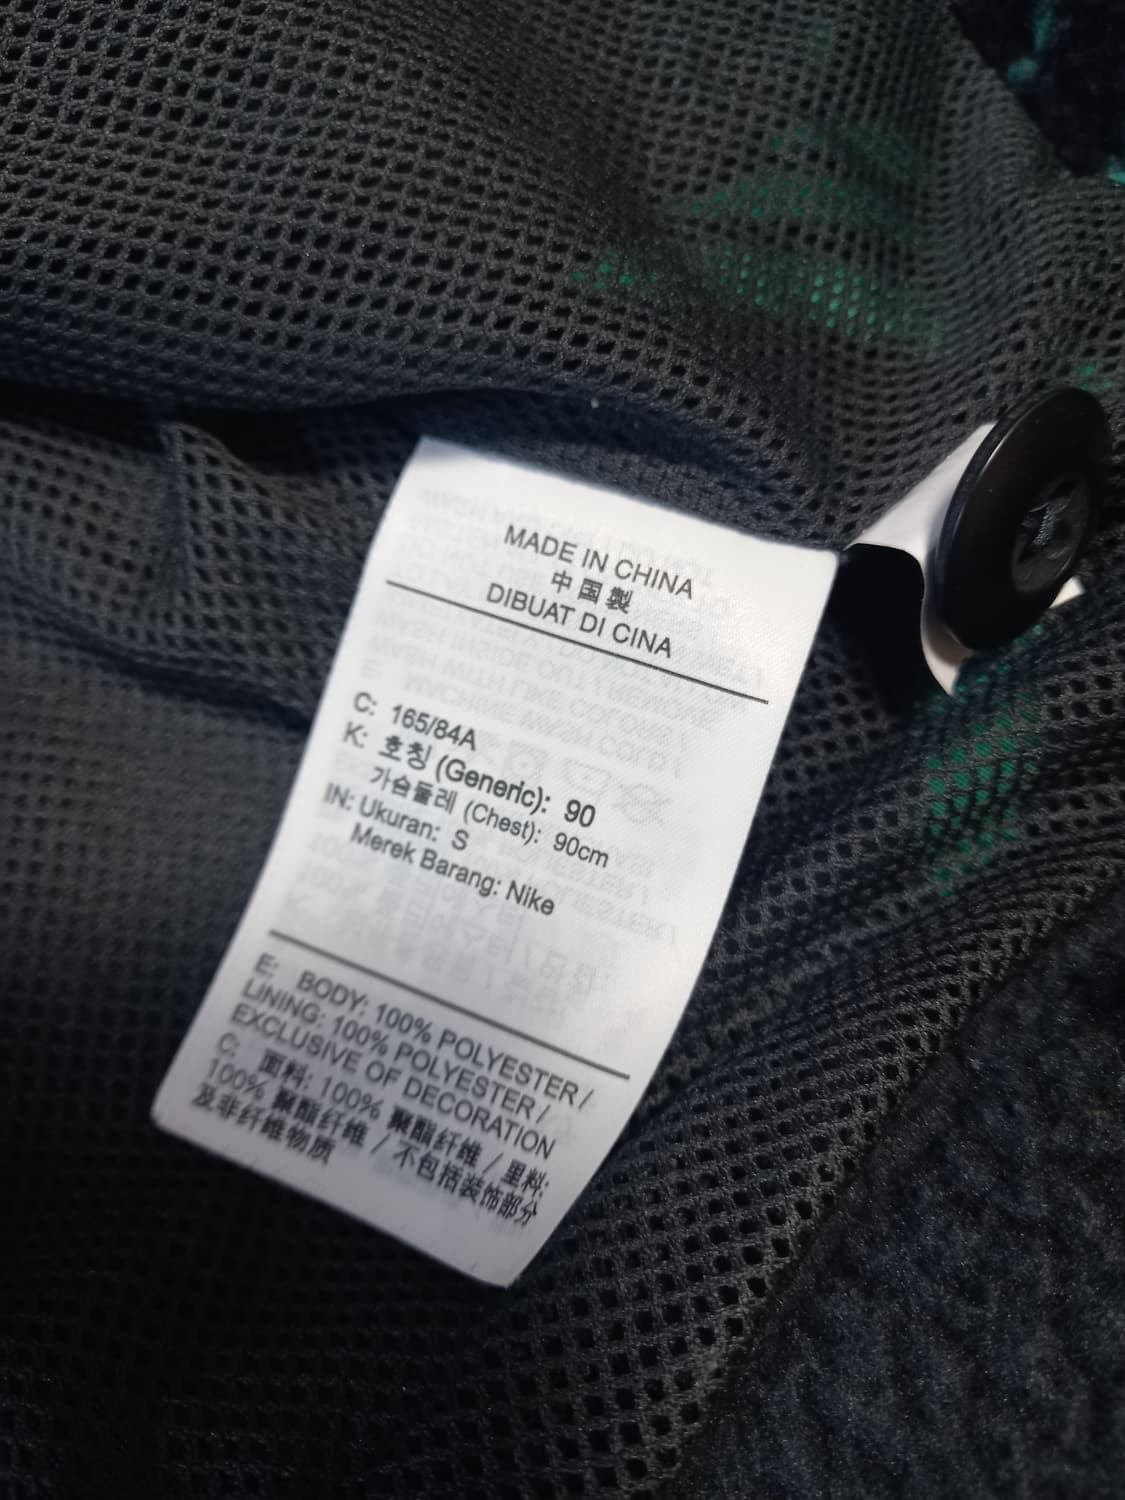 MADE IN CHINA
中国製
DIBUAT DI CINA
C: 165/84A
K: 호칭 (Generic): 90
가슴둘레 (Chest): 90cm
IN: Ukuran: S
Merek Barang: Nike
E: BODY: 100% POLYESTER /
LINING: 100% POLYESTER /
EXCLUSIVE OF DECORATION
C: 面料: 100% 聚酯纤维 / 里料:
100% 聚酯纤维 / 不包括装饰部分
及非纤维物质